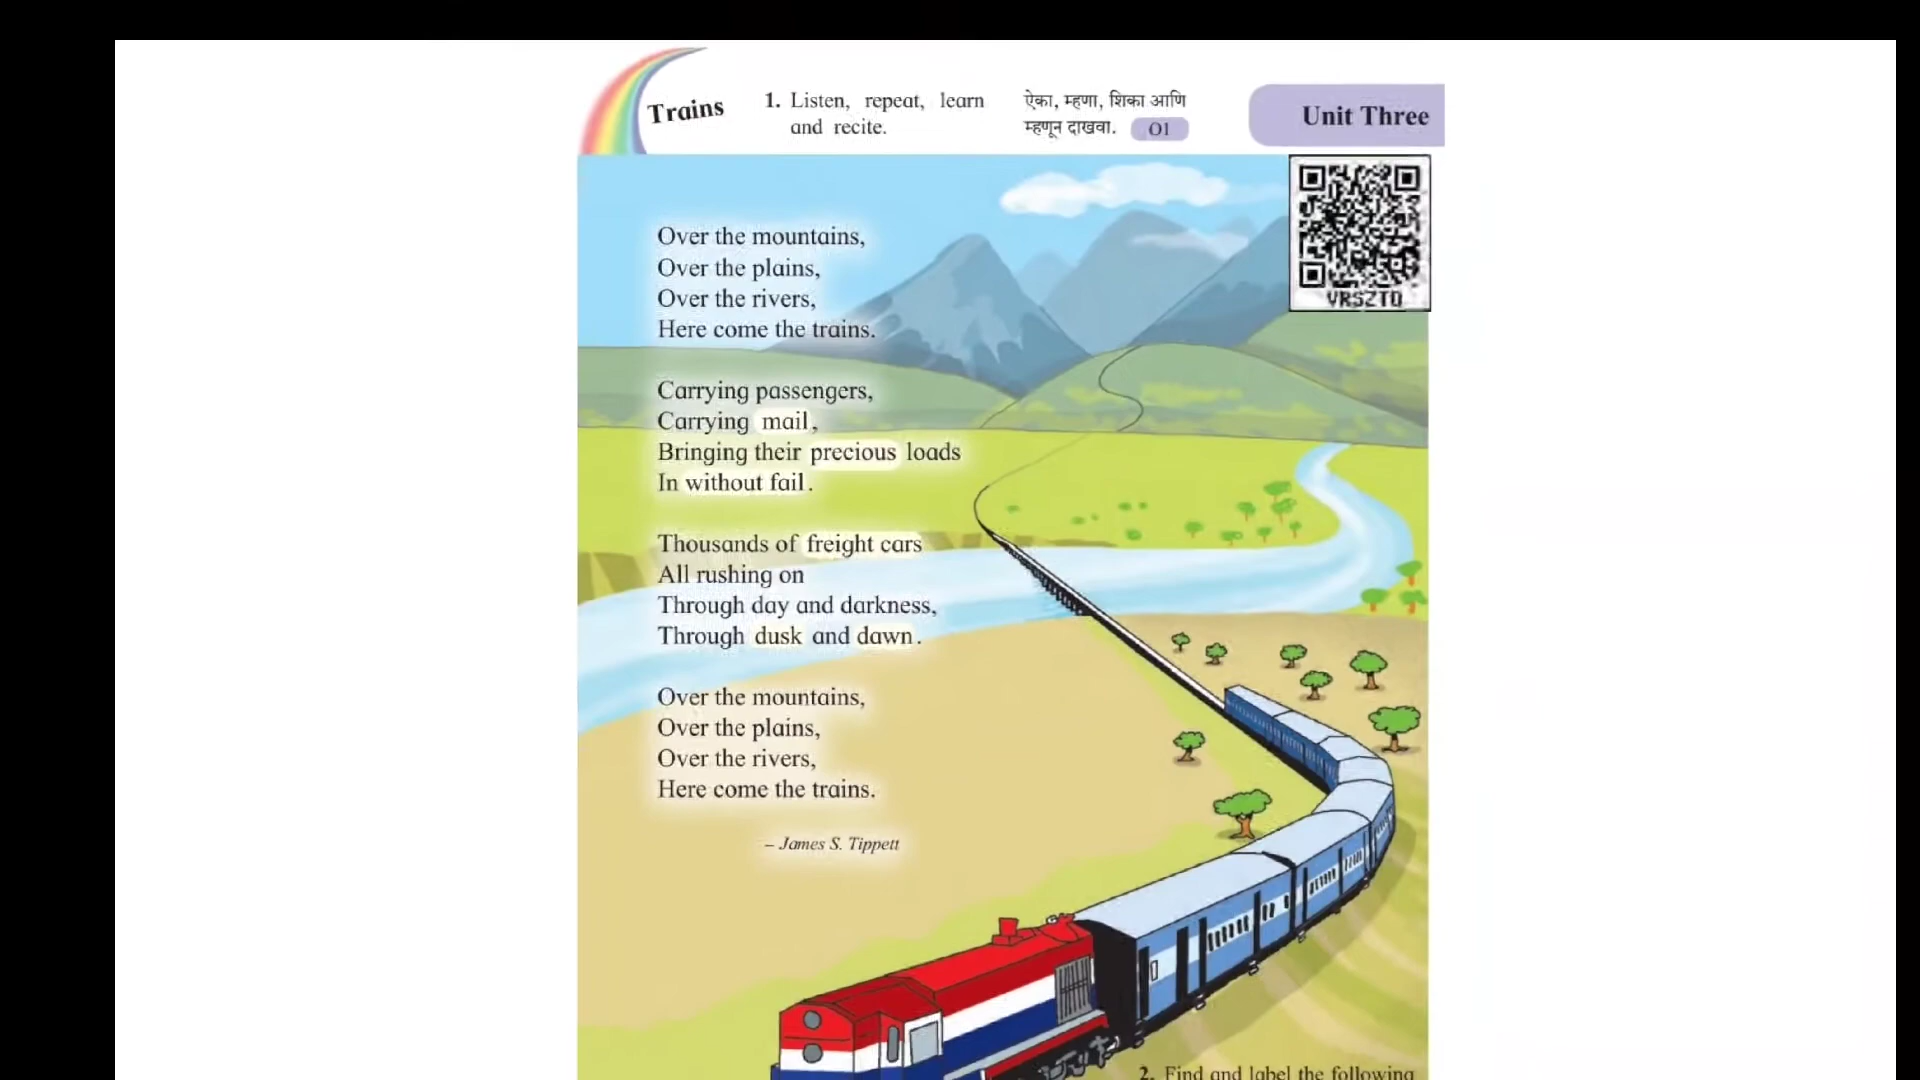 Trains
1. Listen, repeat, learn
and recite.
ऐका, म्हणा, शिका आणि
म्हणून दाखवा. O1
Unit Three
VRSZTQ
Over the mountains,
Over the plains,
Over the rivers,
Here come the trains.
Carrying passengers,
Carrying mail,
Bringing their precious loads
In without fail.
Thousands of freight cars
All rushing on
Through day and darkness,
Through dusk and dawn.
Over the mountains,
Over the plains,
Over the rivers,
Here come the trains.
– James S. Tippett
2. Find and label the following